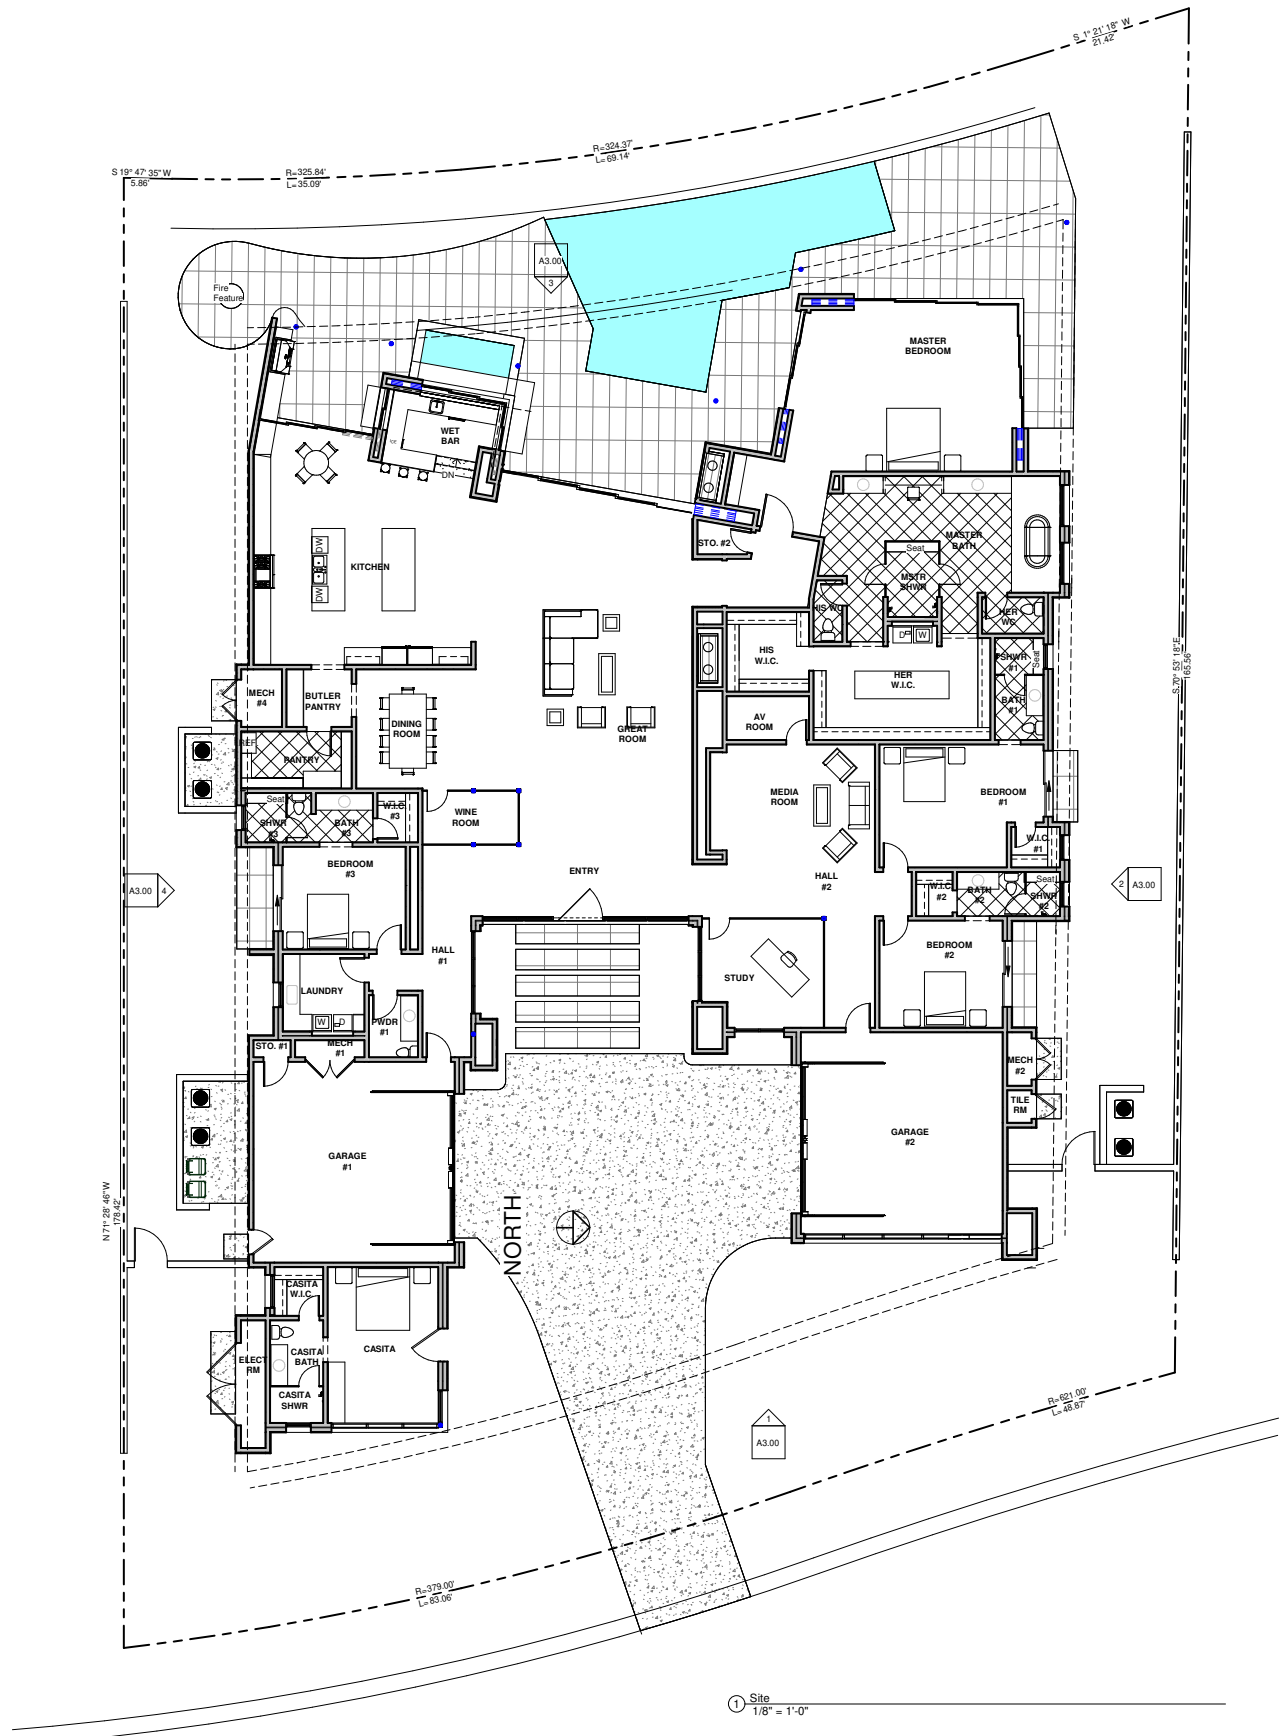 S 1° 21' 18" W
21.42'
R=324.37'
L=69.14'
S 19° 47' 35" W
5.86'
R=325.84'
L=35.09'
A3.00
3
Fire
Feature
MASTER
BEDROOM
WET
BAR
DN
STO. #2
MASTER
BATH
Seat
MSTR
SHWR
KITCHEN
DW
DW
HIS WC
HER
WC
D
W
HIS
W.I.C.
HER
W.I.C.
SHWR
#1
Seat
BATH
#1
MECH
#4
BUTLER
PANTRY
DINING
ROOM
GREAT
ROOM
AV
ROOM
REF
PANTRY
MEDIA
ROOM
BEDROOM
#1
WINE
ROOM
Seat
SHWR
#3
BATH
#3
W.I.C.
#3
W.I.C.
#1
BEDROOM
#3
ENTRY
HALL
#2
W.I.C.
#2
BATH
#2
Seat
SHWR
#2
A3.00
4
2
A3.00
HALL
#1
STUDY
BEDROOM
#2
LAUNDRY
W
D
PWDR
#1
STO. #1
MECH
#1
MECH
#2
TILE
RM
GARAGE
#1
GARAGE
#2
S 70° 53' 18" E
165.56'
N 71° 28' 46" W
178.42'
NORTH
CASITA
W.I.C.
ELECT
RM
CASITA
BATH
CASITA
CASITA
SHWR
1
A3.00
R=621.00'
L=48.87'
R=379.00'
L=83.06'
1
Site
1/8" = 1'-0"